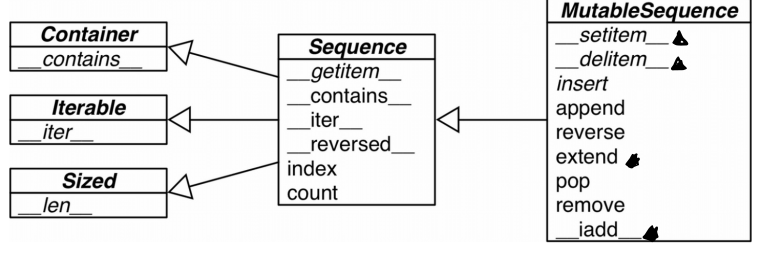 Container
__contains__
Iterable
__iter__
Sized
__len__
Sequence
__getitem__
__contains__
__iter__
__reversed__
index
count
MutableSequence
__setitem__
__delitem__
insert
append
reverse
extend
pop
remove
__iadd__